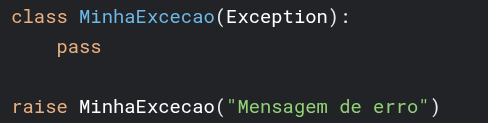 class MinhaExcecao(Exception):
    pass

raise MinhaExcecao("Mensagem de erro")